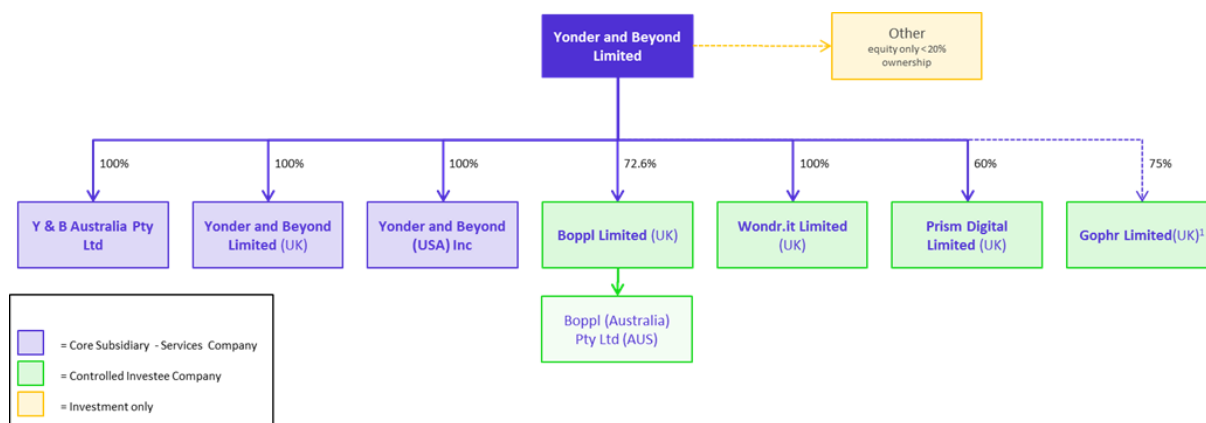 Yonder and Beyond
Limited
Other
equity only < 20%
ownership
100%
100%
100%
72.6%
100%
60%
75%
Y & B Australia Pty
Ltd
Yonder and Beyond
Limited (UK)
Yonder and Beyond
(USA) Inc
Boppl Limited (UK)
Wondr.it Limited
(UK)
Prism Digital
Limited (UK)
Gophr Limited(UK)1
Boppl (Australia)
Pty Ltd (AUS)
= Core Subsidiary - Services Company
= Controlled Investee Company
= Investment only